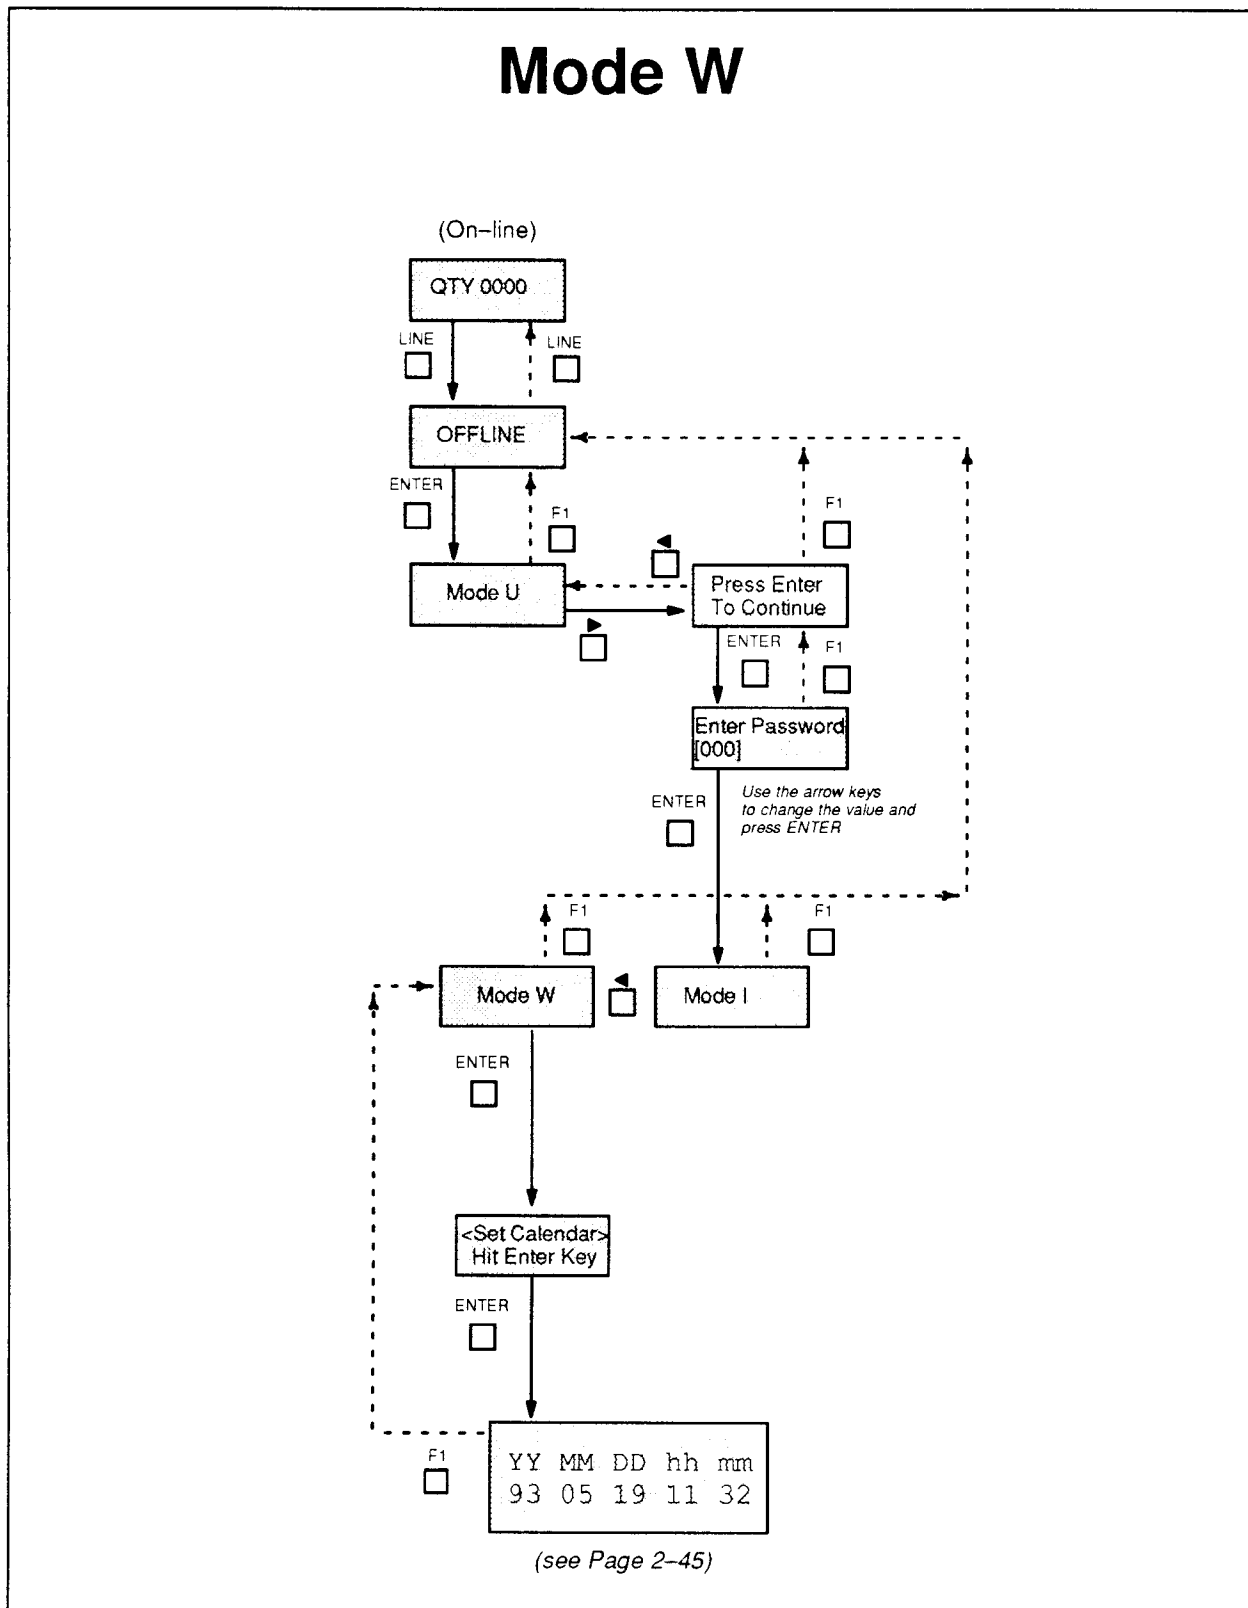 Mode W
(On–line)
QTY 0000
LINE
LINE
OFFLINE
ENTER
F1
F1
Mode U
Press Enter
To Continue
ENTER
F1
Enter Password
[000]
ENTER
Use the arrow keys
to change the value and
press ENTER
F1
F1
Mode W
Mode I
ENTER
<Set Calendar>
Hit Enter Key
ENTER
F1
YY MM DD hh mm
93 05 19 11 32
(see Page 2–45)